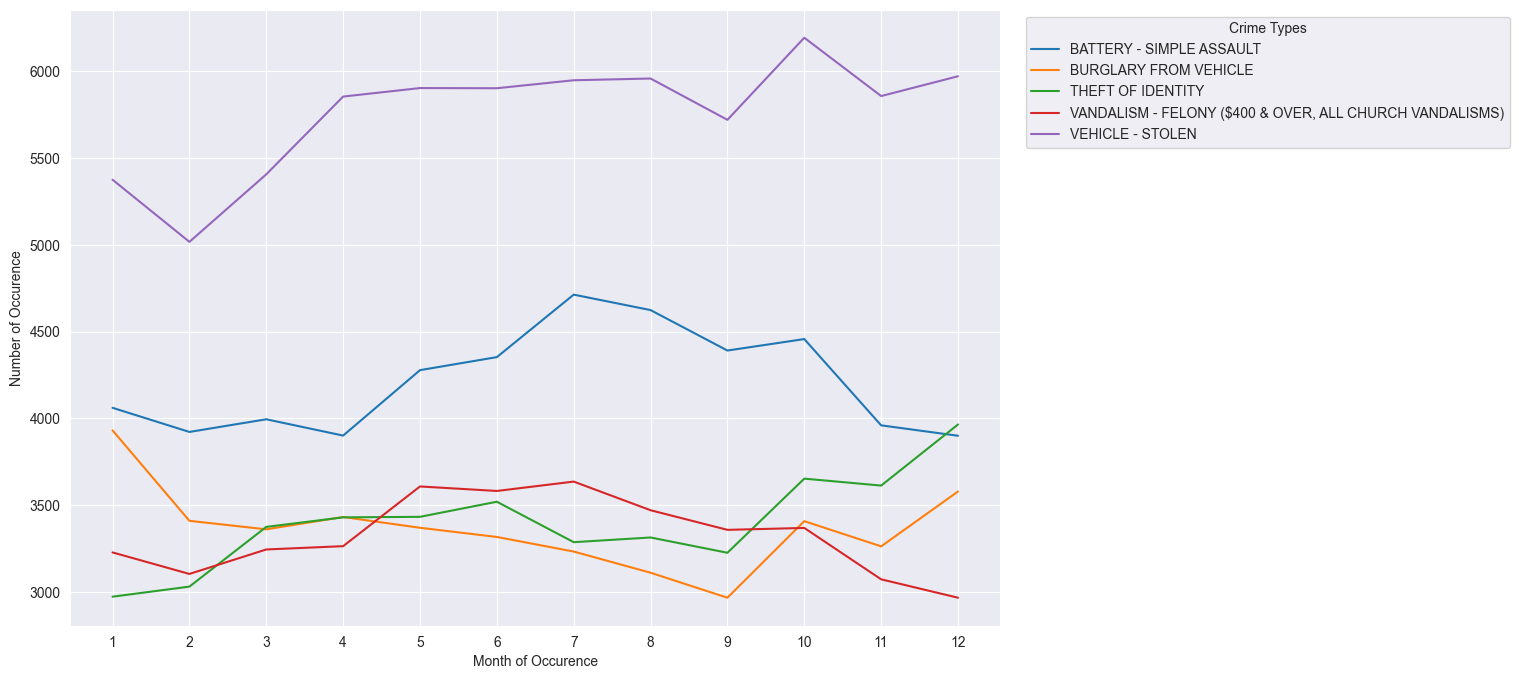 Crime Types
BATTERY - SIMPLE ASSAULT
BURGLARY FROM VEHICLE
THEFT OF IDENTITY
VANDALISM - FELONY ($400 & OVER, ALL CHURCH VANDALISMS)
VEHICLE - STOLEN
Number of Occurence
6000
5500
5000
4500
4000
3500
3000
1 2 3 4 5 6 7 8 9 10 11 12
Month of Occurence